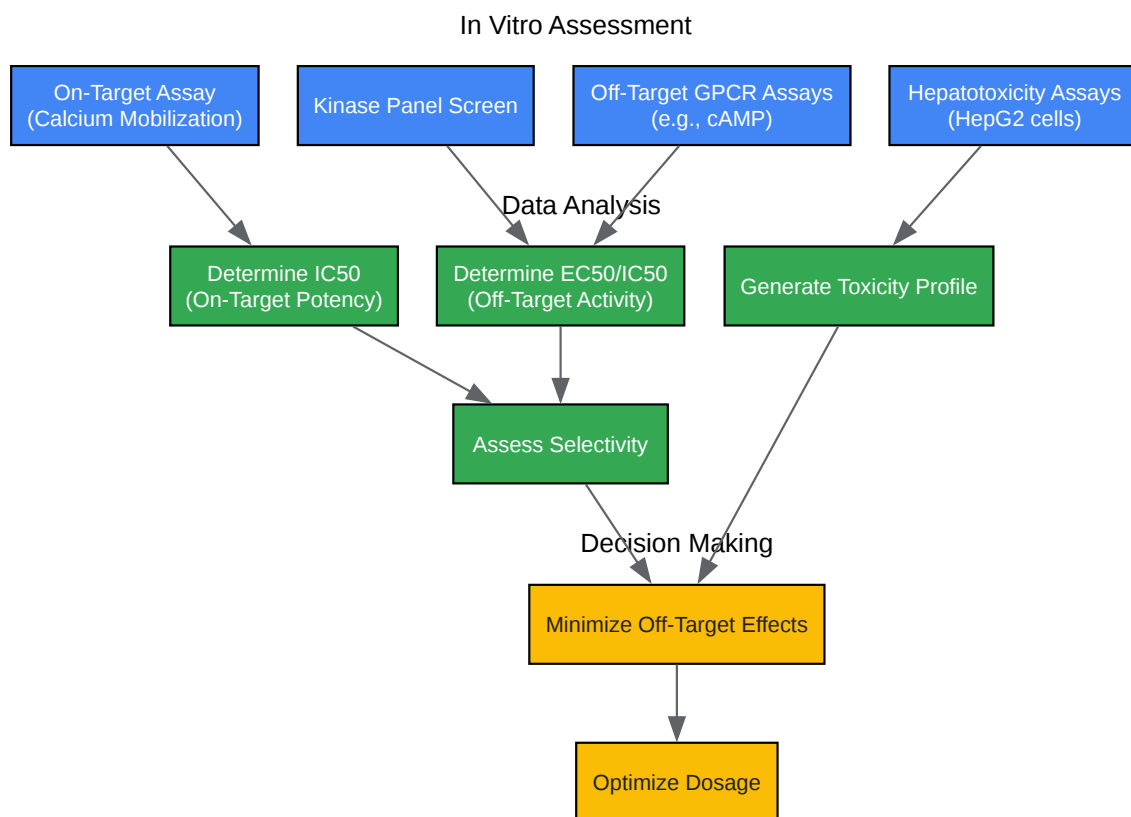 In Vitro Assessment
On-Target Assay
(Calcium Mobilization)
Kinase Panel Screen
Off-Target GPCR Assays
(e.g., cAMP)
Hepatotoxicity Assays
(HepG2 cells)
Data Analysis
Determine IC50
(On-Target Potency)
Determine EC50/IC50
(Off-Target Activity)
Generate Toxicity Profile
Assess Selectivity
Decision Making
Minimize Off-Target Effects
Optimize Dosage